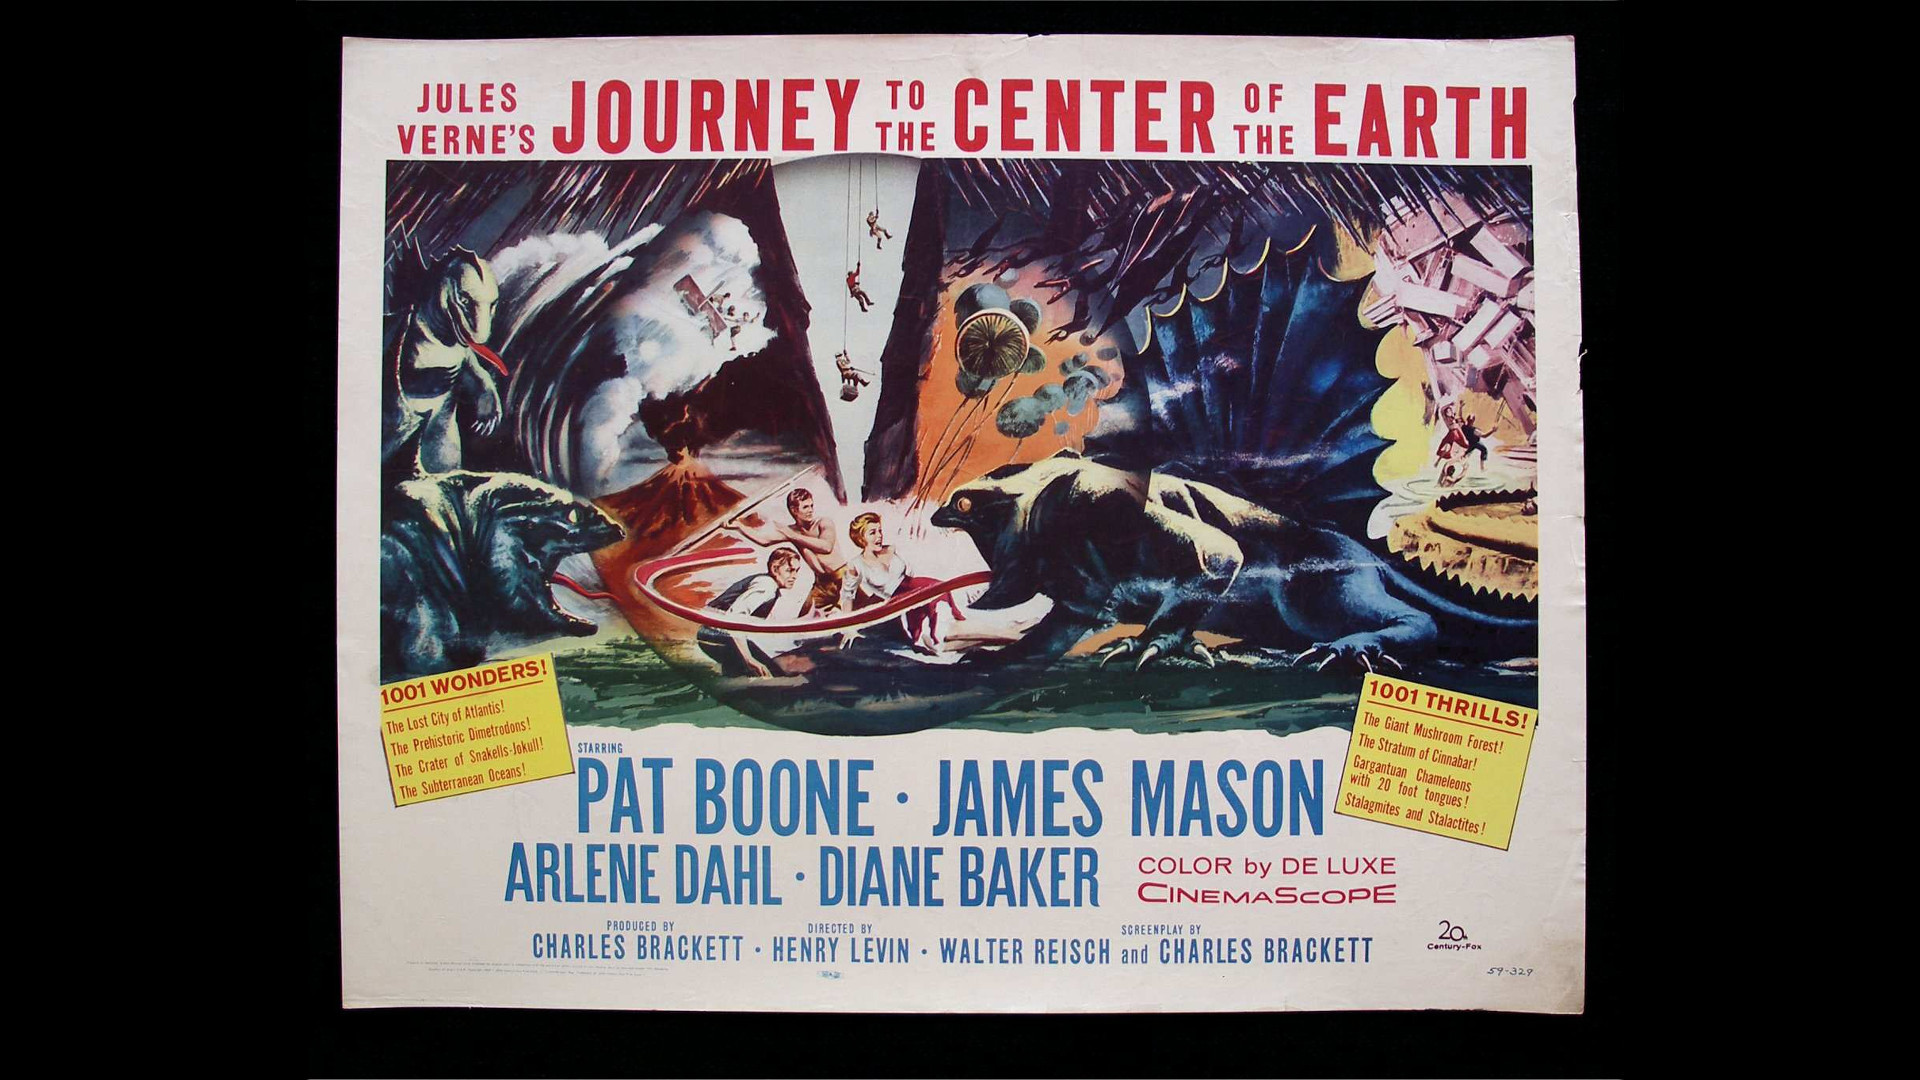 JULES VERNE'S JOURNEY TO THE CENTER OF THE EARTH
1001 WONDERS!
The Lost City of Atlantis!
The Prehistoric Dimetrodons!
The Crater of Snakells-Jokull!
The Subterranean Oceans!
1001 THRILLS!
The Giant Mushroom Forest!
The Stratum of Cinnabar!
Gargantuan Chameleons
with 20 foot tongues!
Stalagmites and Stalactites!
STARRING
PAT BOONE · JAMES MASON
ARLENE DAHL · DIANE BAKER
COLOR by DE LUXE
CINEMASCOPE
PRODUCED BY
CHARLES BRACKETT ·
DIRECTED BY
HENRY LEVIN ·
SCREENPLAY BY
WALTER REISCH and CHARLES BRACKETT
20th
Century-Fox
59-329